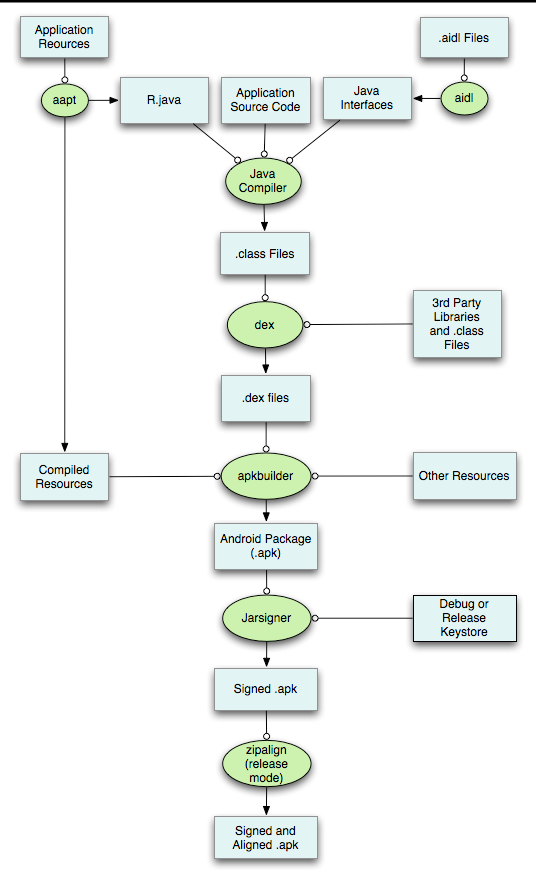 Application
Reources
.aidl Files
aapt
R.java
Application
Source Code
Java
Interfaces
aidl
Java
Compiler
.class Files
dex
3rd Party
Libraries
and .class
Files
.dex files
Compiled
Resources
apkbuilder
Other Resources
Android Package
(.apk)
Jarsigner
Debug or
Release
Keystore
Signed .apk
zipalign
(release
mode)
Signed and
Aligned .apk